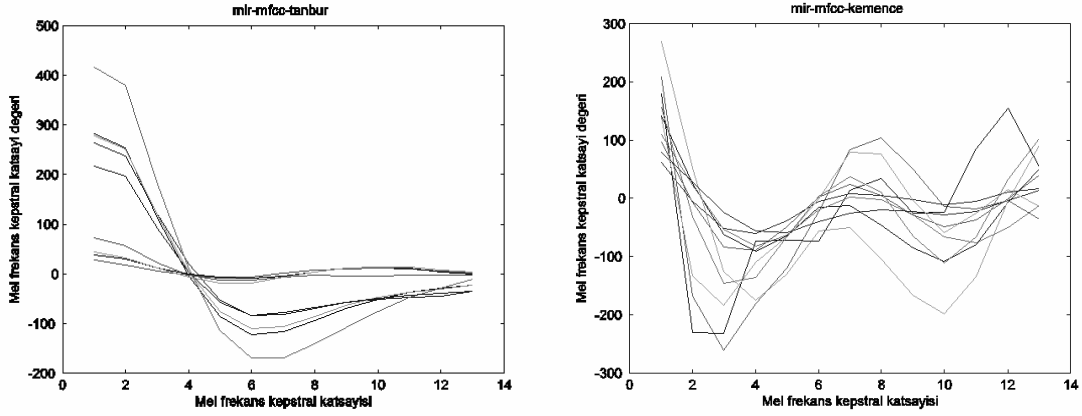 mir-mfcc-tanbur
500
400
300
200
100
0
-100
-200
0 2 4 6 8 10 12 14
Mel frekans kepstral katsayi degeri
Mel frekans kepstral katsayisi
mir-mfcc-kemence
300
200
100
0
-100
-200
-300
0 2 4 6 8 10 12 14
Mel frekans kepstral katsayi degeri
Mel frekans kepstral katsayisi